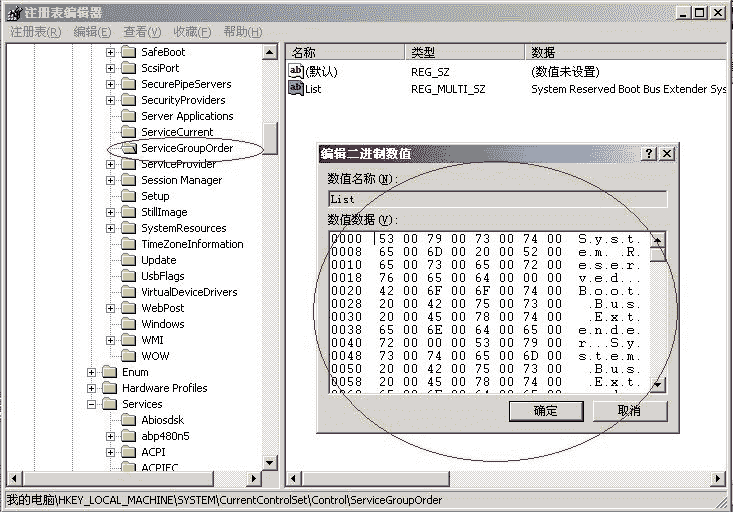 注册表编辑器
注册表(R) 编辑(E) 查看(V) 收藏(F) 帮助(H)
SafeBoot
ScsiPort
SecurePipeServers
SecurityProviders
Server Applications
ServiceCurrent
ServiceGroupOrder
ServiceProvider
Session Manager
Setup
StillImage
SystemResources
TimeZoneInformation
Update
UsbFlags
VirtualDeviceDrivers
WebPost
Windows
WMI
WOW
Enum
Hardware Profiles
Services
Abiosdsk
abp480n5
ACPI
ACPIEC
名称 类型 数据
(默认) REG_SZ (数值未设置)
List REG_MULTI_SZ System Reserved Boot Bus Extender Sys
编辑二进制数值
数值名称(N):
List
数值数据(V):
0000 53 00 79 00 73 00 74 00 S.y.s.t.
0008 65 00 6D 00 20 00 52 00 e.m. .R.
0010 65 00 73 00 65 00 72 00 e.s.e.r.
0018 76 00 65 00 64 00 00 00 v.e.d...
0020 42 00 6F 00 6F 00 74 00 B.o.o.t.
0028 20 00 42 00 75 00 73 00 .B.u.s.
0030 20 00 45 00 78 00 74 00 .E.x.t.
0038 65 00 6E 00 64 00 65 00 e.n.d.e.
0040 72 00 00 00 53 00 79 00 r...S.y.
0048 73 00 74 00 65 00 6D 00 s.t.e.m.
0050 20 00 42 00 75 00 73 00 .B.u.s.
0058 20 00 45 00 78 00 74 00 .E.x.t.
确定 取消
我的电脑\HKEY_LOCAL_MACHINE\SYSTEM\CurrentControlSet\Control\ServiceGroupOrder